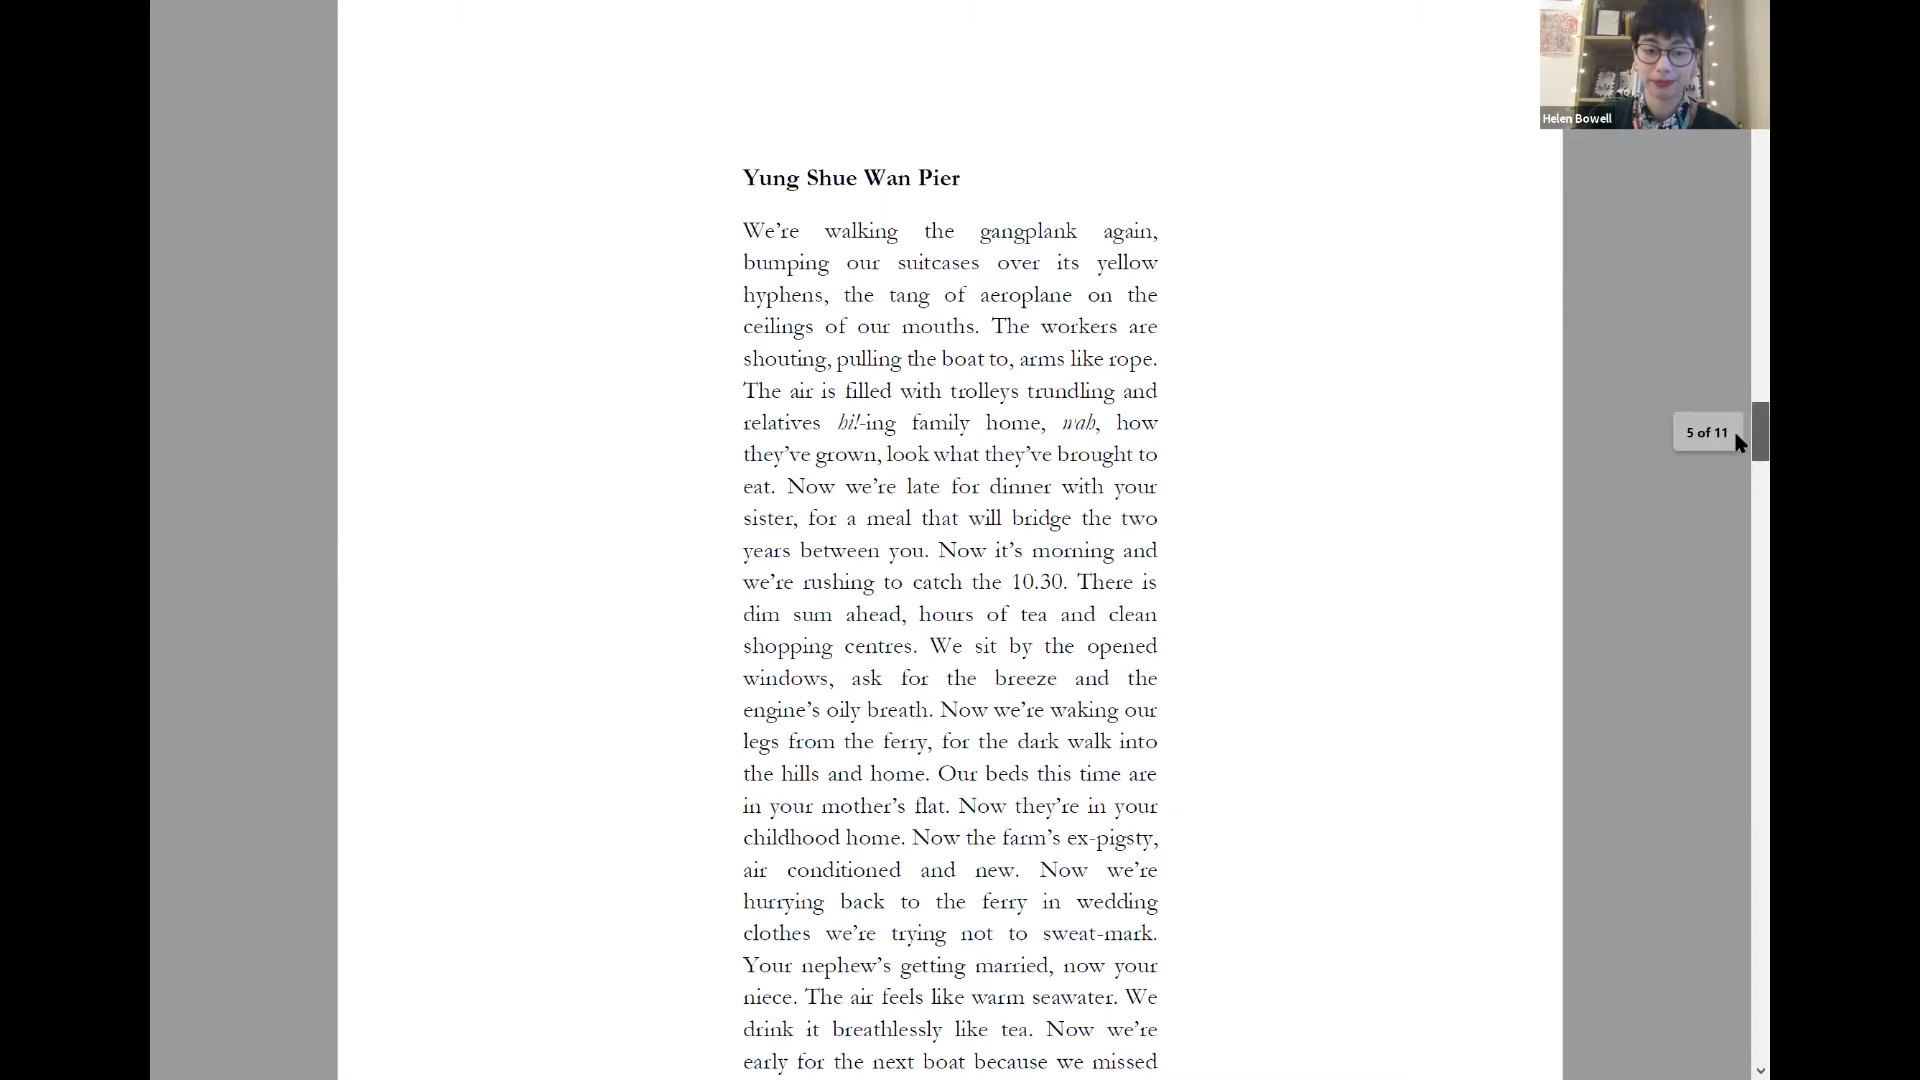 Helen Bowell
Yung Shue Wan Pier
We’re walking the gangplank again,
bumping our suitcases over its yellow
hyphens, the tang of aeroplane on the
ceilings of our mouths. The workers are
shouting, pulling the boat to, arms like rope.
The air is filled with trolleys trundling and
relatives hi!-ing family home, wah, how
they’ve grown, look what they’ve brought to
eat. Now we’re late for dinner with your
sister, for a meal that will bridge the two
years between you. Now it’s morning and
we’re rushing to catch the 10.30. There is
dim sum ahead, hours of tea and clean
shopping centres. We sit by the opened
windows, ask for the breeze and the
engine’s oily breath. Now we’re waking our
legs from the ferry, for the dark walk into
the hills and home. Our beds this time are
in your mother’s flat. Now they’re in your
childhood home. Now the farm’s ex-pigsty,
air conditioned and new. Now we’re
hurrying back to the ferry in wedding
clothes we’re trying not to sweat-mark.
Your nephew’s getting married, now your
niece. The air feels like warm seawater. We
drink it breathlessly like tea. Now we’re
early for the next boat because we missed
5 of 11